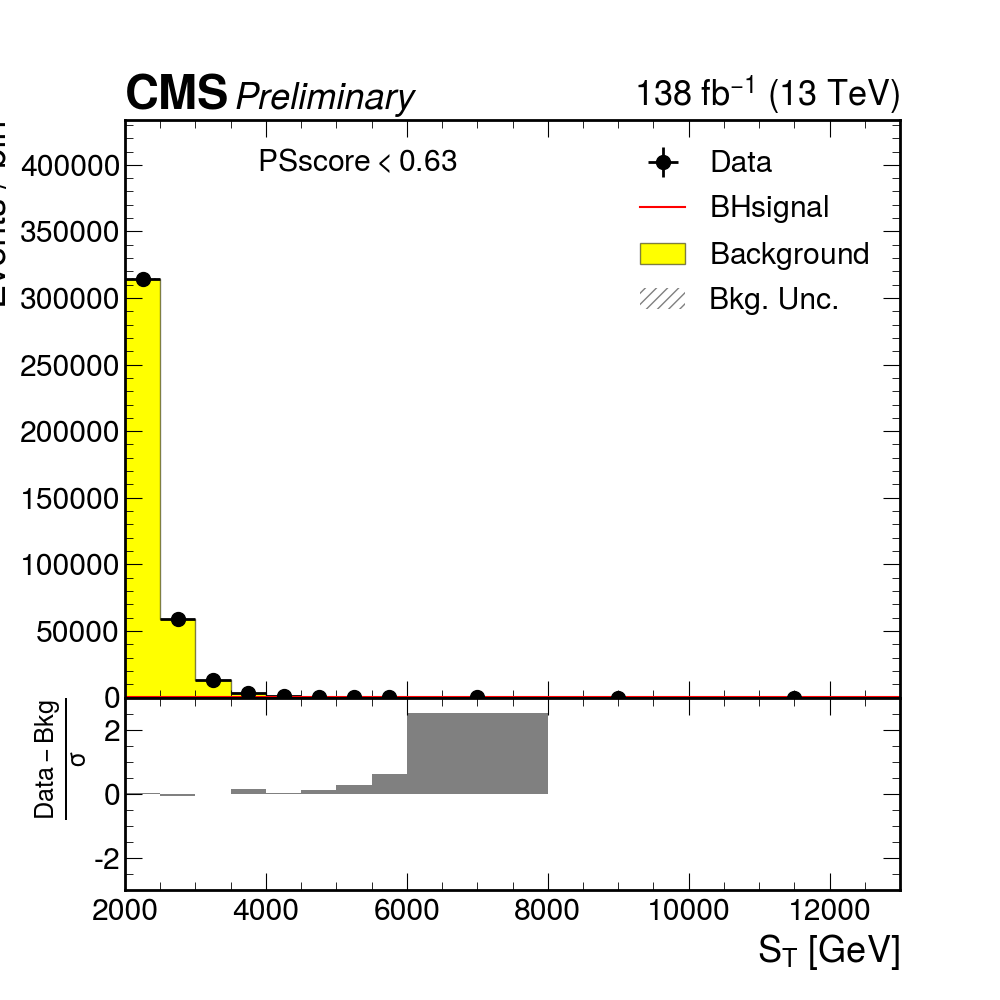 CMS Preliminary
138 fb⁻¹ (13 TeV)
PSscore < 0.63
Data
BHsignal
Background
Bkg. Unc.
400000
350000
300000
250000
200000
150000
100000
50000
0
Data – Bkg
σ
2
0
-2
2000 4000 6000 8000 10000 12000
S_T [GeV]